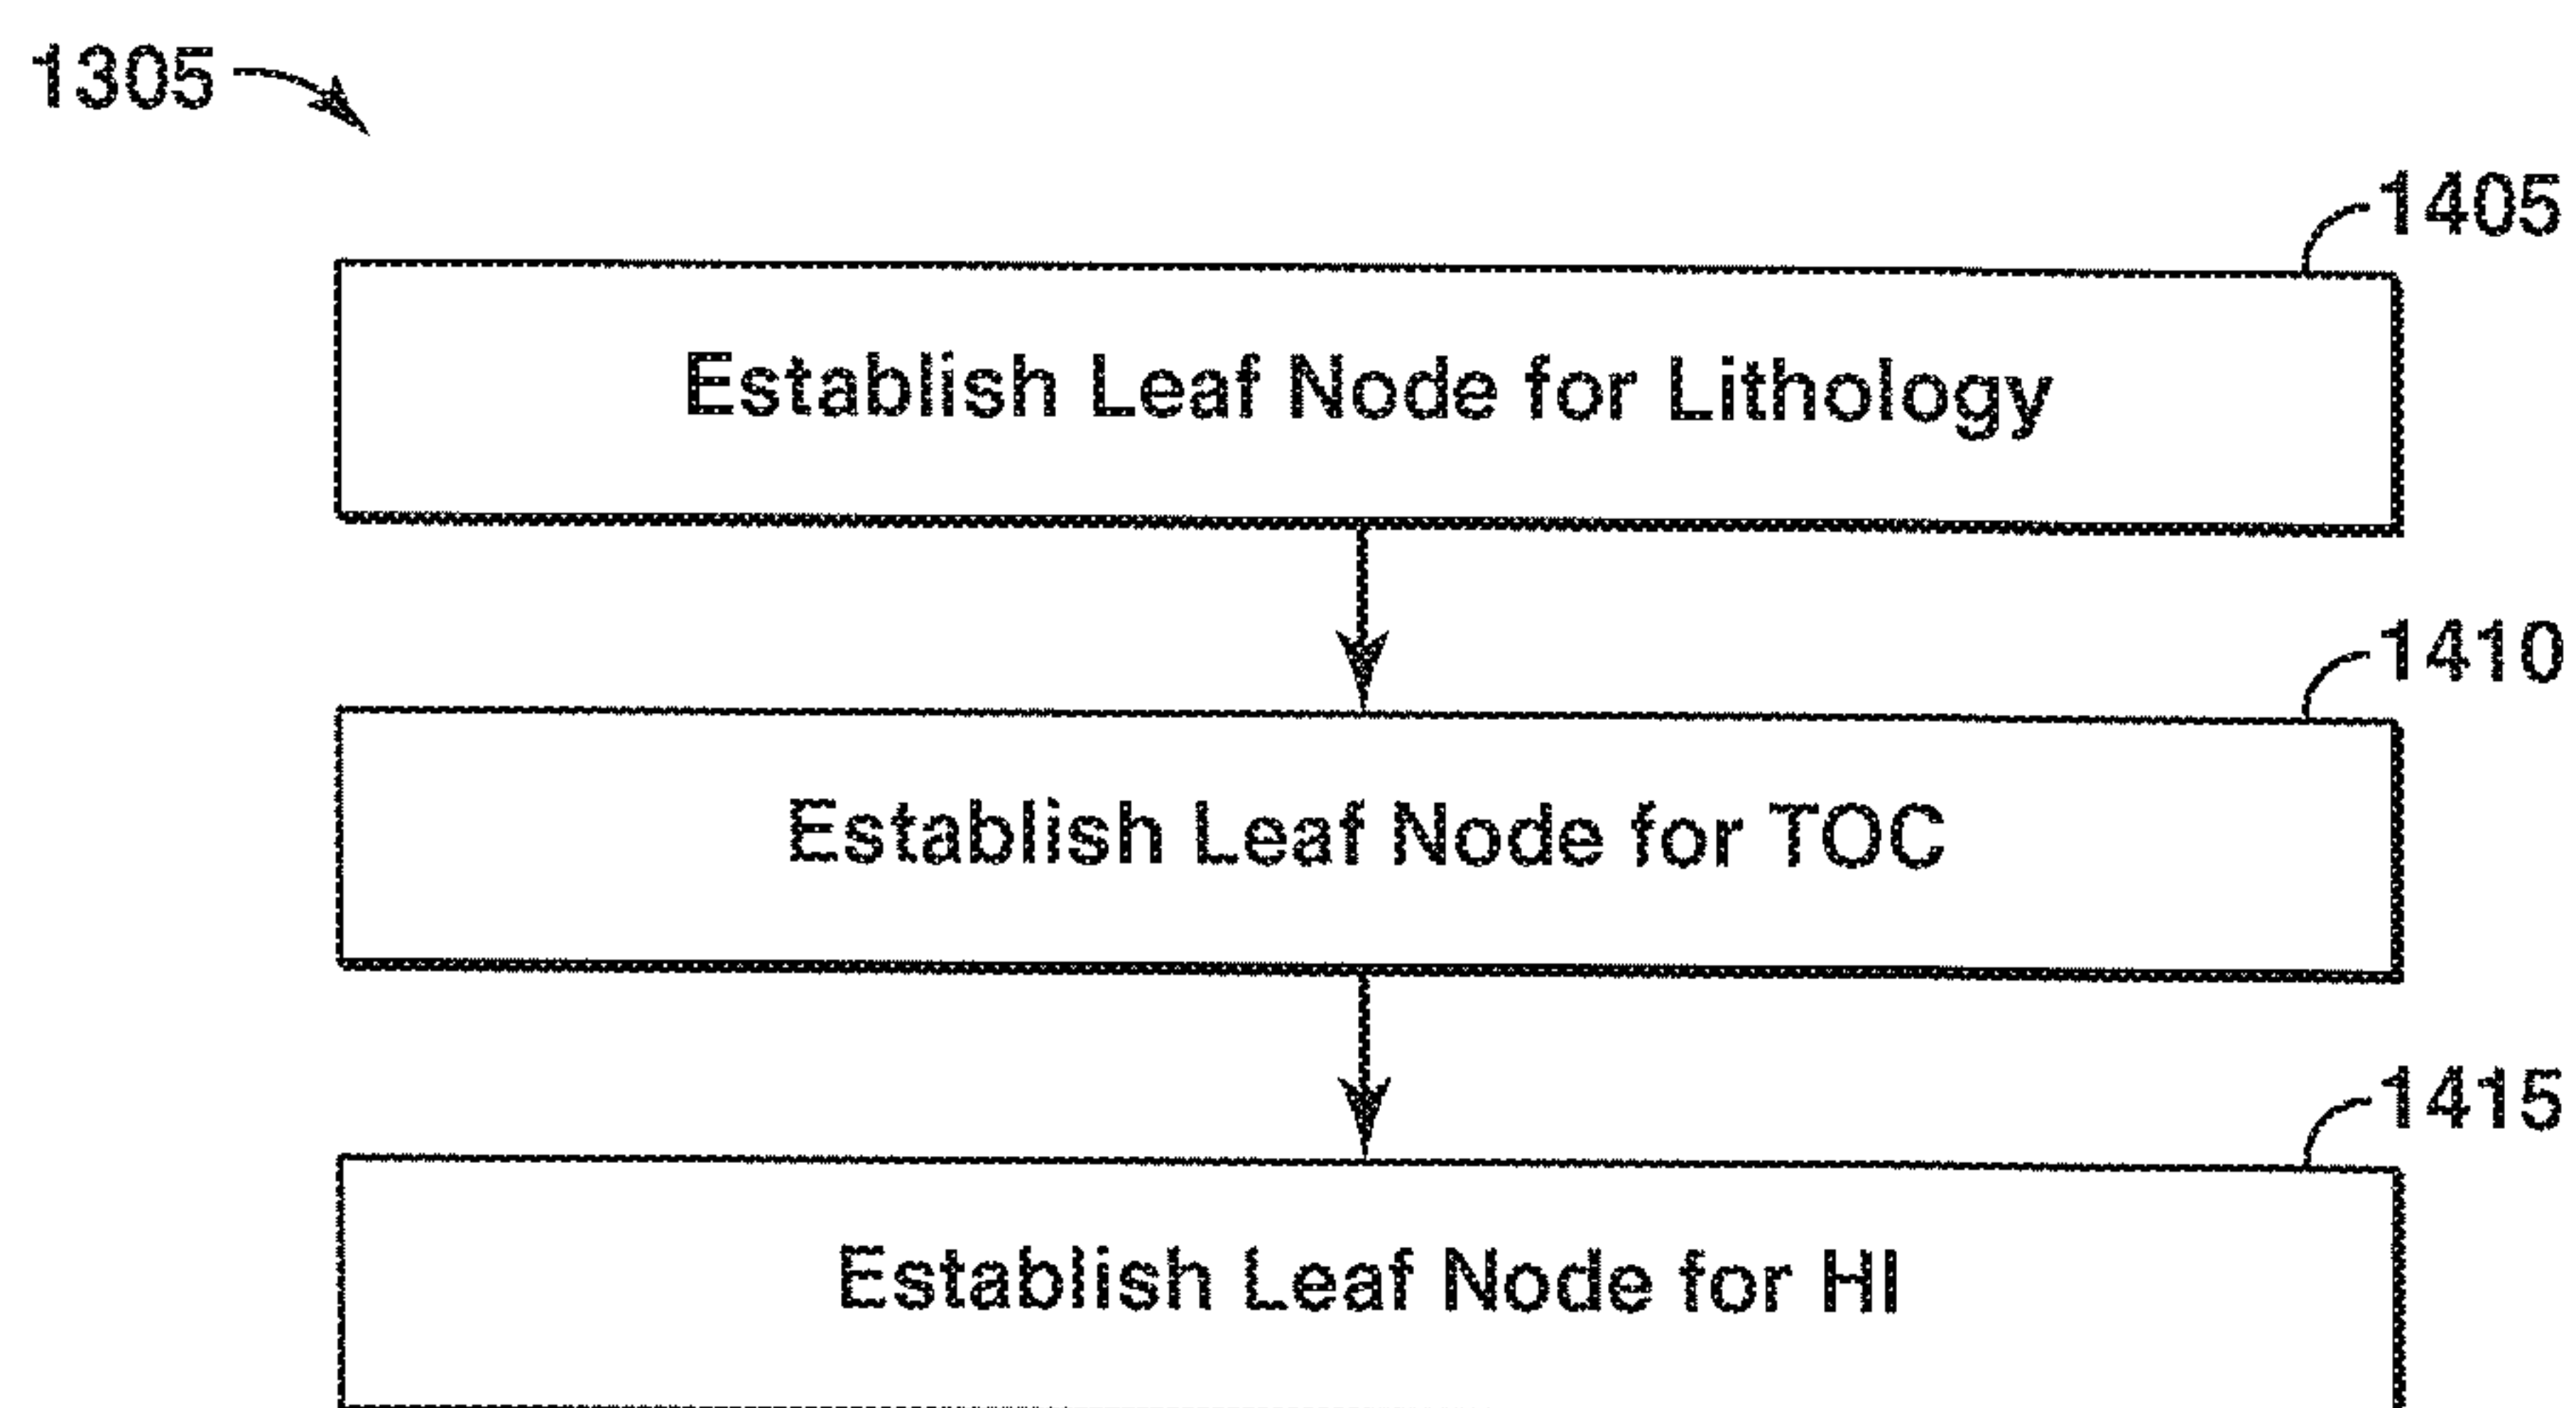 1305
1405
Establish Leaf Node for Lithology
1410
Establish Leaf Node for TOC
1415
Establish Leaf Node for HI